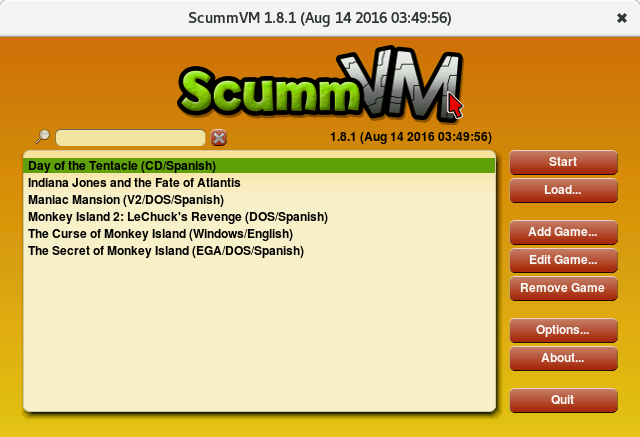 ScummVM 1.8.1 (Aug 14 2016 03:49:56)
ScummVM
1.8.1 (Aug 14 2016 03:49:56)
Day of the Tentacle (CD/Spanish)
Indiana Jones and the Fate of Atlantis
Maniac Mansion (V2/DOS/Spanish)
Monkey Island 2: LeChuck's Revenge (DOS/Spanish)
The Curse of Monkey Island (Windows/English)
The Secret of Monkey Island (EGA/DOS/Spanish)
Start
Load...
Add Game...
Edit Game...
Remove Game
Options...
About...
Quit